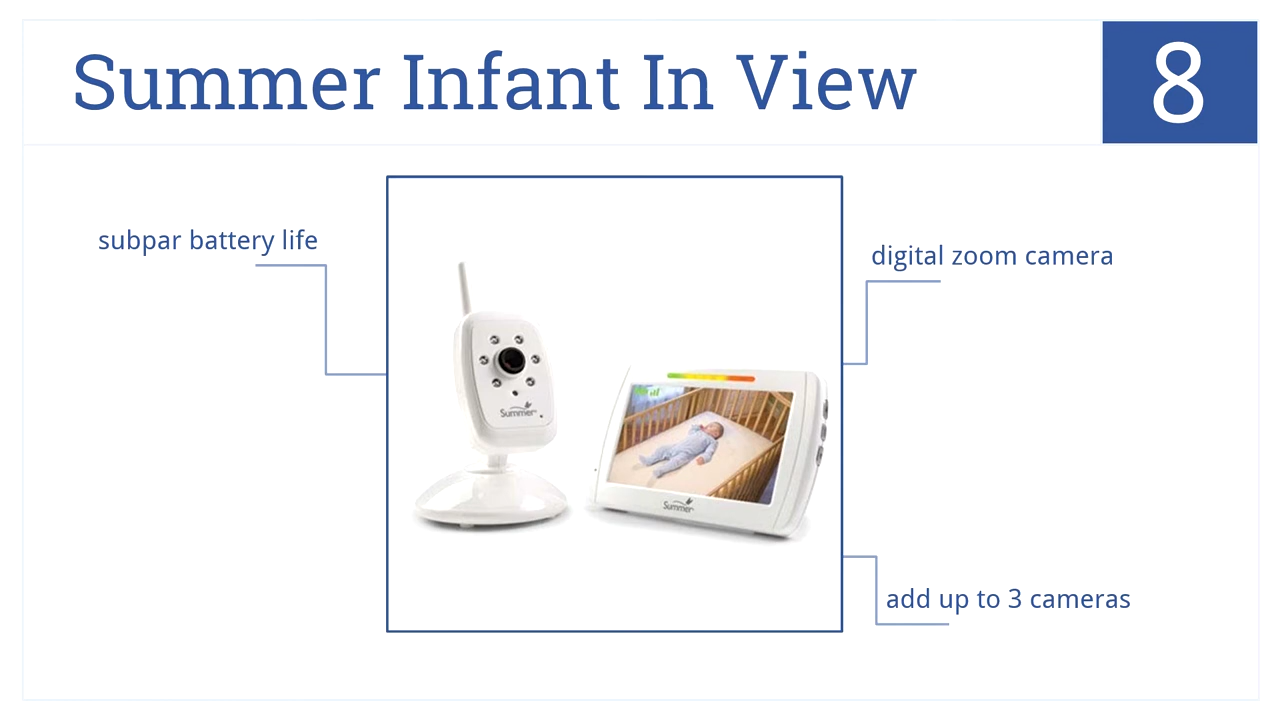 Summer Infant In View
8
subpar battery life
digital zoom camera
Summer
Summer
add up to 3 cameras